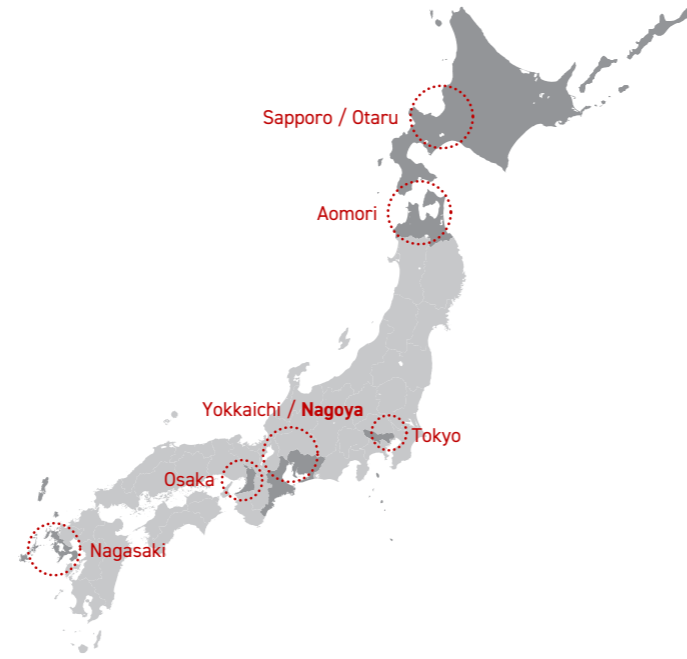 Sapporo / Otaru
Aomori
Yokkaichi / Nagoya
Tokyo
Osaka
Nagasaki